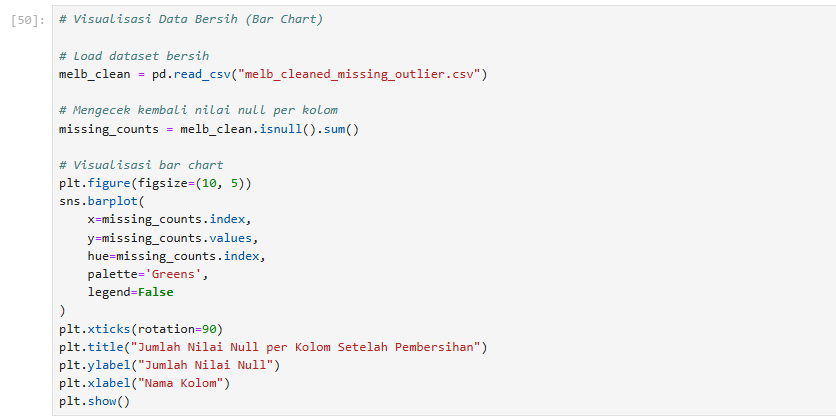 [50]: # Visualisasi Data Bersih (Bar Chart)
# Load dataset bersih
melb_clean = pd.read_csv("melb_cleaned_missing_outlier.csv")
# Mengecek kembali nilai null per kolom
missing_counts = melb_clean.isnull().sum()
# Visualisasi bar chart
plt.figure(figsize=(10, 5))
sns.barplot(
    x=missing_counts.index,
    y=missing_counts.values,
    hue=missing_counts.index,
    palette='Greens',
    legend=False
)
plt.xticks(rotation=90)
plt.title("Jumlah Nilai Null per Kolom Setelah Pembersihan")
plt.ylabel("Jumlah Nilai Null")
plt.xlabel("Nama Kolom")
plt.show()